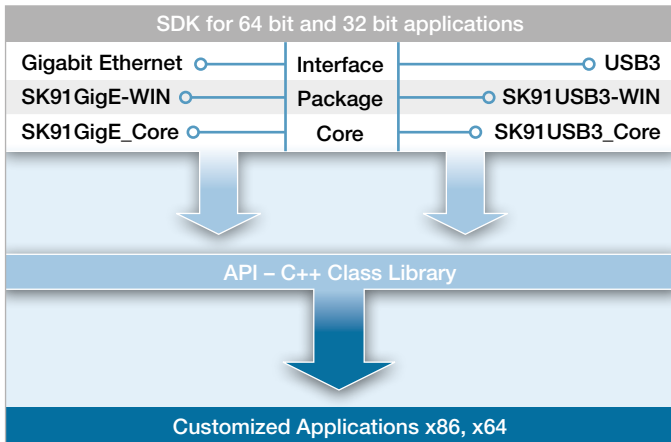 SDK for 64 bit and 32 bit applications
Gigabit Ethernet Interface USB3
SK91GigE-WIN Package SK91USB3-WIN
SK91GigE_Core Core SK91USB3_Core
API – C++ Class Library
Customized Applications x86, x64